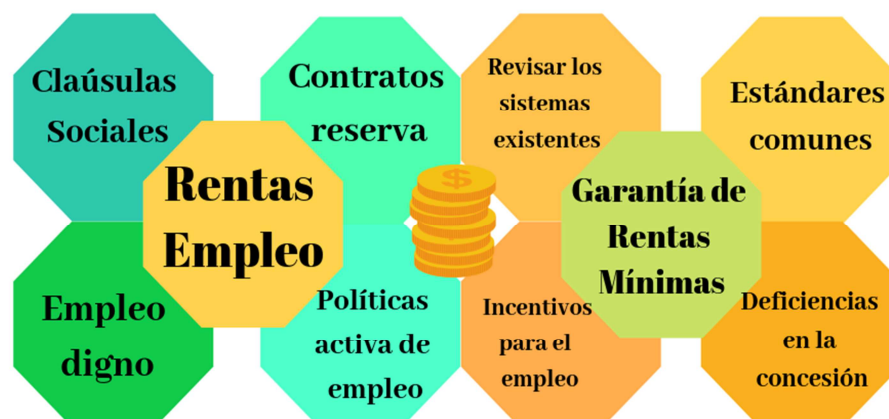 Claúsulas
Sociales
Contratos
reserva
Rentas
Empleo
Empleo
digno
Políticas
activa de
empleo
Revisar los
sistemas
existentes
Estándares
comunes
Garantía de
Rentas
Mínimas
Incentivos
para el
empleo
Deficiencias
en la
concesión
$